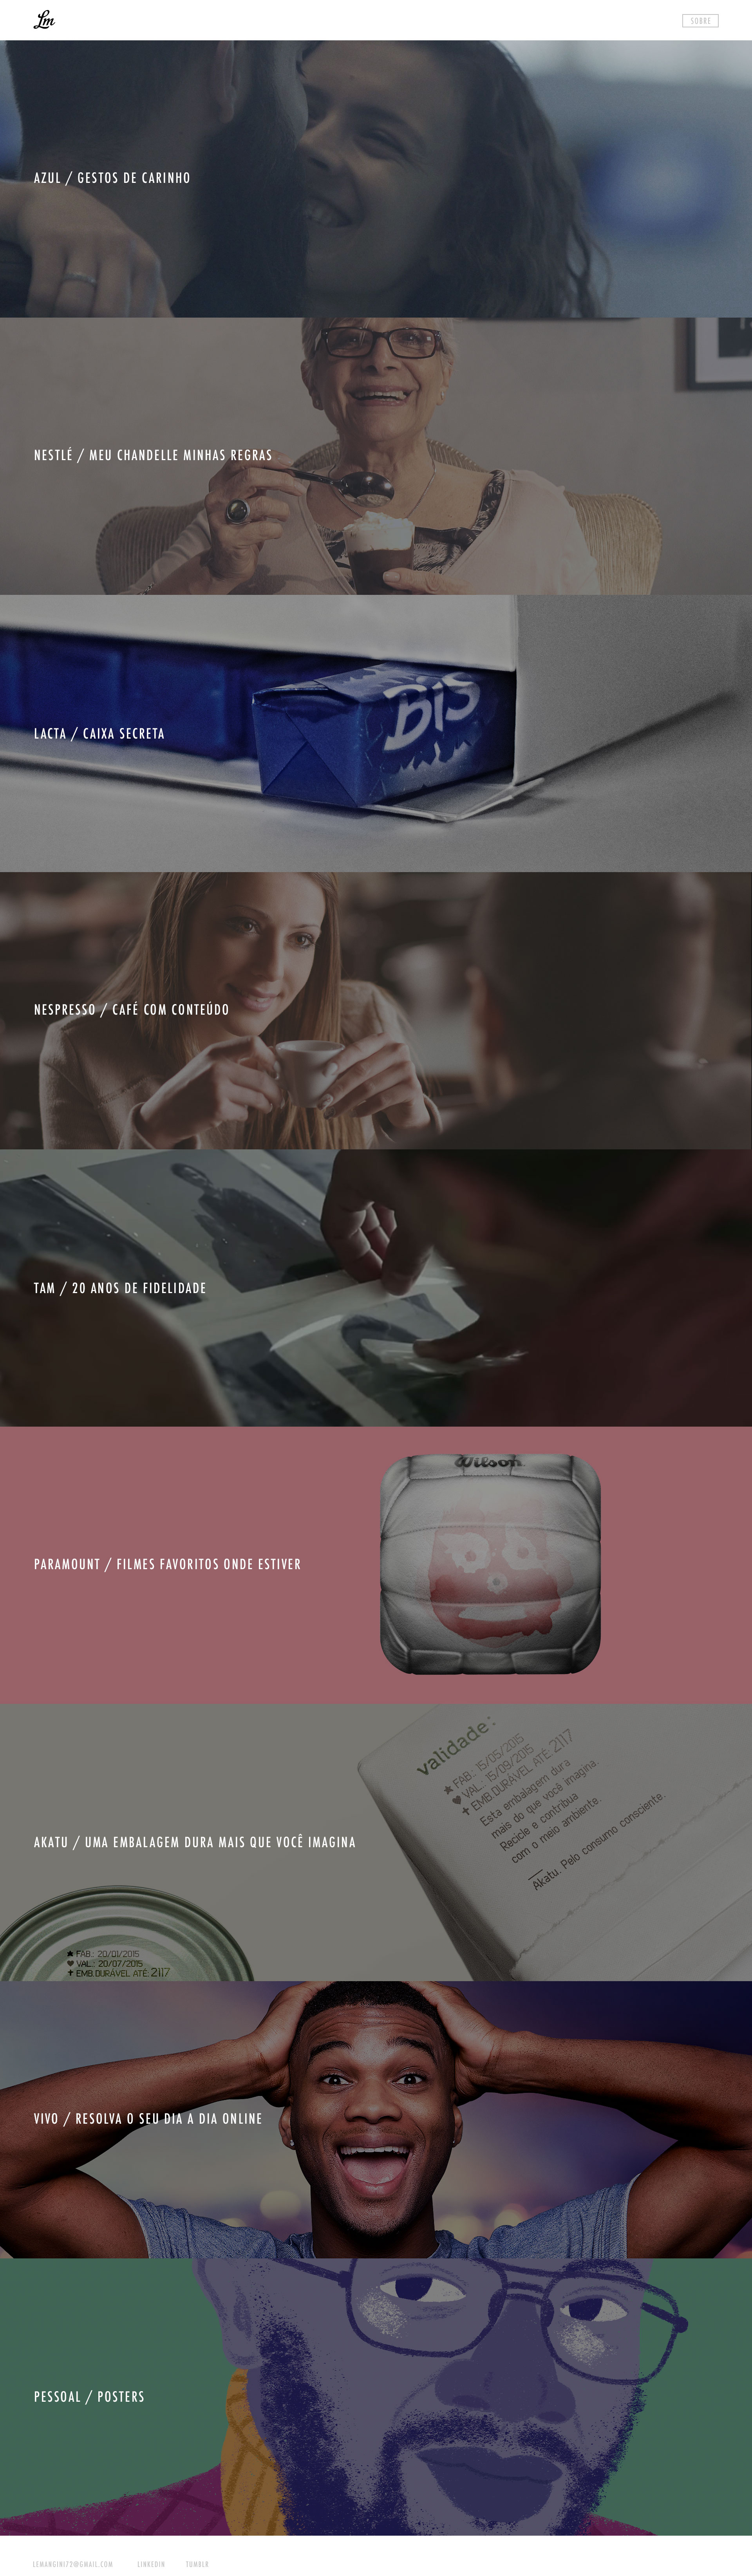 Lm
SOBRE
AZUL / GESTOS DE CARINHO
NESTLÉ / MEU CHANDELLE MINHAS REGRAS
BIS
LACTA / CAIXA SECRETA
NESPRESSO / CAFÉ COM CONTEÚDO
TAM / 20 ANOS DE FIDELIDADE
Wilson
PARAMOUNT / FILMES FAVORITOS ONDE ESTIVER
validade:
FAB.: 15/05/2015
VAL.: 15/09/2015
EMB.DURÁVEL ATÉ: 2117
Esta embalagem dura
mais do que você imagina.
Recicle e contribua
com o meio ambiente.
Akatu. Pelo consumo consciente.
AKATU / UMA EMBALAGEM DURA MAIS QUE VOCÊ IMAGINA
FAB.: 20/01/2015
VAL.: 20/07/2015
EMB.DURÁVEL ATÉ: 2117
VIVO / RESOLVA O SEU DIA A DIA ONLINE
PESSOAL / POSTERS
LINKEDIN TUMBLR